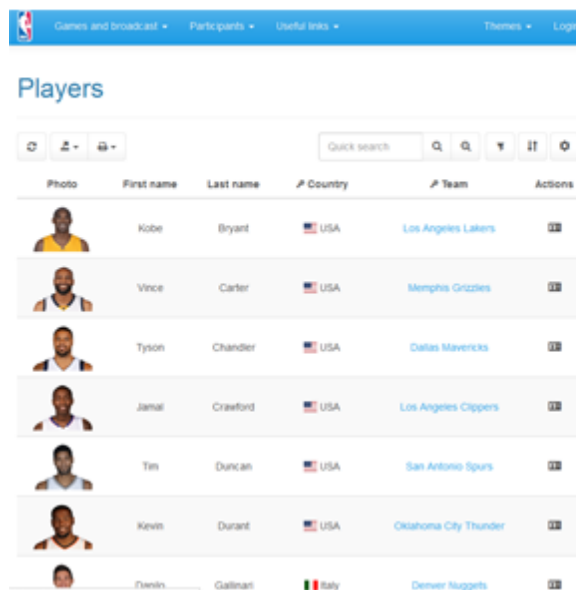 Games and broadcast Participants Useful links Themes Login
Players
Quick search
Photo First name Last name Country Team Actions
Kobe Bryant USA Los Angeles Lakers
Vince Carter USA Memphis Grizzlies
Tyson Chandler USA Dallas Mavericks
Jamal Crawford USA Los Angeles Clippers
Tim Duncan USA San Antonio Spurs
Kevin Durant USA Oklahoma City Thunder
Danilo Gallinari Italy Denver Nuggets